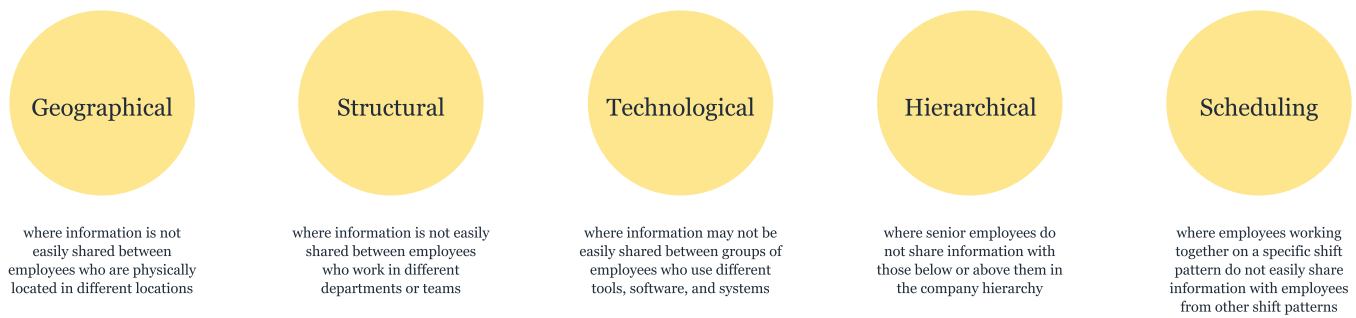 Geographical
where information is not
easily shared between
employees who are physically
located in different locations
Structural
where information is not easily
shared between employees
who work in different
departments or teams
Technological
where information may not be
easily shared between groups of
employees who use different
tools, software, and systems
Hierarchical
where senior employees do
not share information with
those below or above them in
the company hierarchy
Scheduling
where employees working
together on a specific shift
pattern do not easily share
information with employees
from other shift patterns